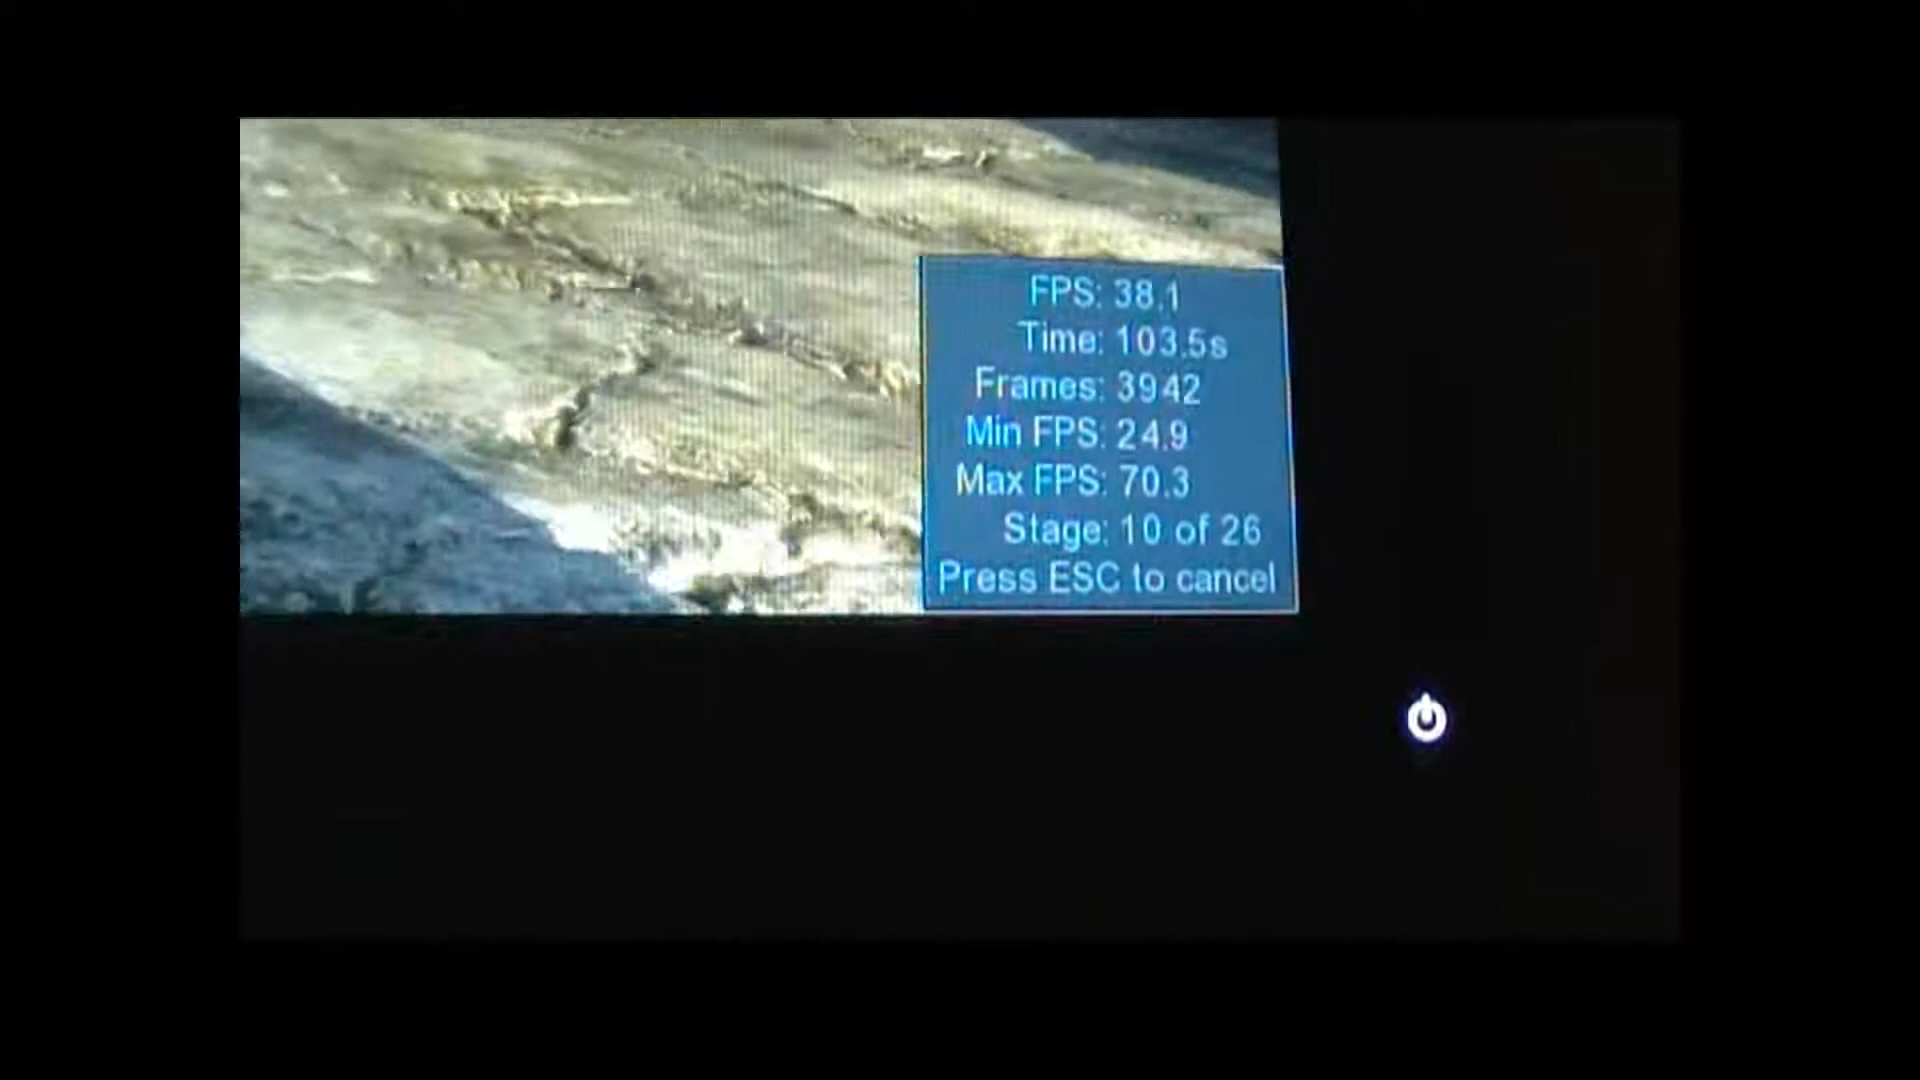 FPS: 38.1
Time: 103.5s
Frames: 3942
Min FPS: 24.9
Max FPS: 70.3
Stage: 10 of 26
Press ESC to cancel